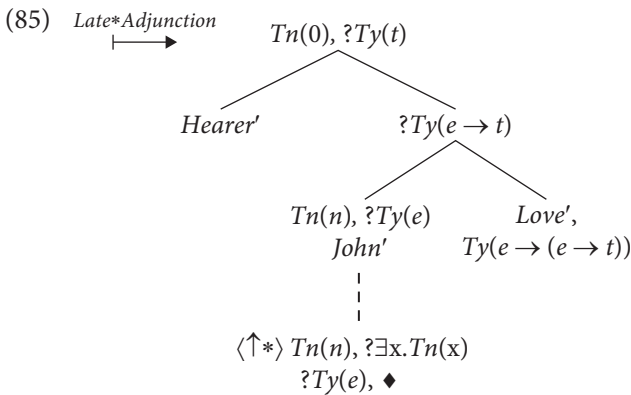 (85) Late*Adjunction
Tn(0), ?Ty(t)
Hearer′ ?Ty(e → t)
Tn(n), ?Ty(e) Love′,
John′ Ty(e → (e → t))
⟨↑*⟩ Tn(n), ?∃x.Tn(x)
?Ty(e), ♦